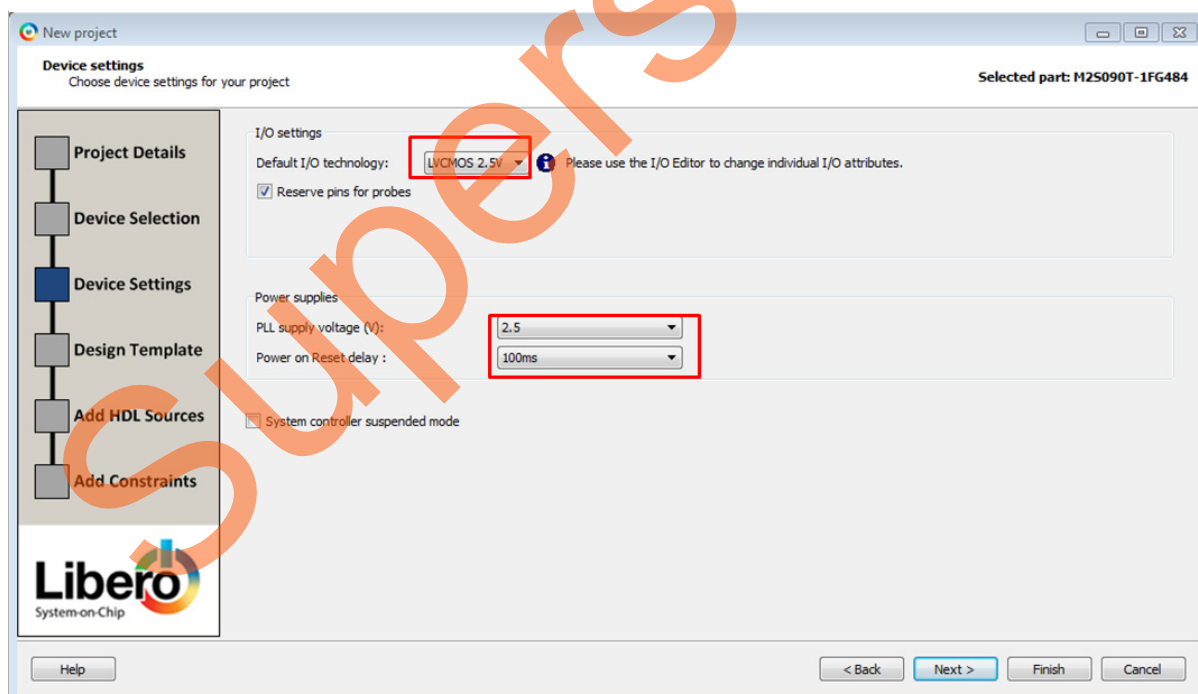 New project
Device settings
Choose device settings for your project
Selected part: M2S090T-1FG484
Project Details
Device Selection
Device Settings
Design Template
Add HDL Sources
Add Constraints
Libero
System-on-Chip
I/O settings
Default I/O technology: LVCMOS 2.5V Please use the I/O Editor to change individual I/O attributes.
Reserve pins for probes
Power supplies
PLL supply voltage (V): 2.5
Power on Reset delay : 100ms
System controller suspended mode
Help < Back Next > Finish Cancel
Supers